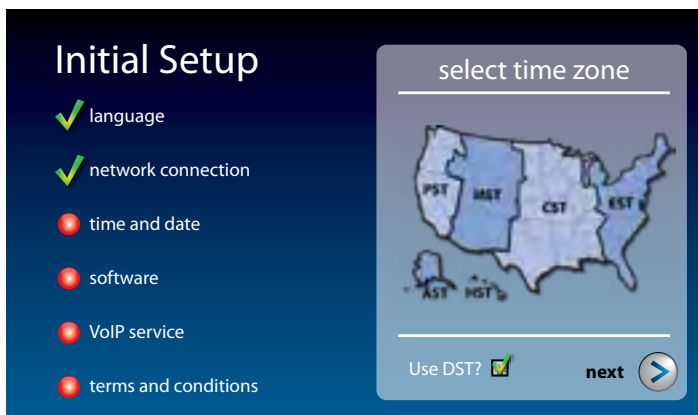 Initial Setup
language
network connection
time and date
software
VoIP service
terms and conditions
select time zone
PST
MST
CST
EST
AST
HST
Use DST?
next